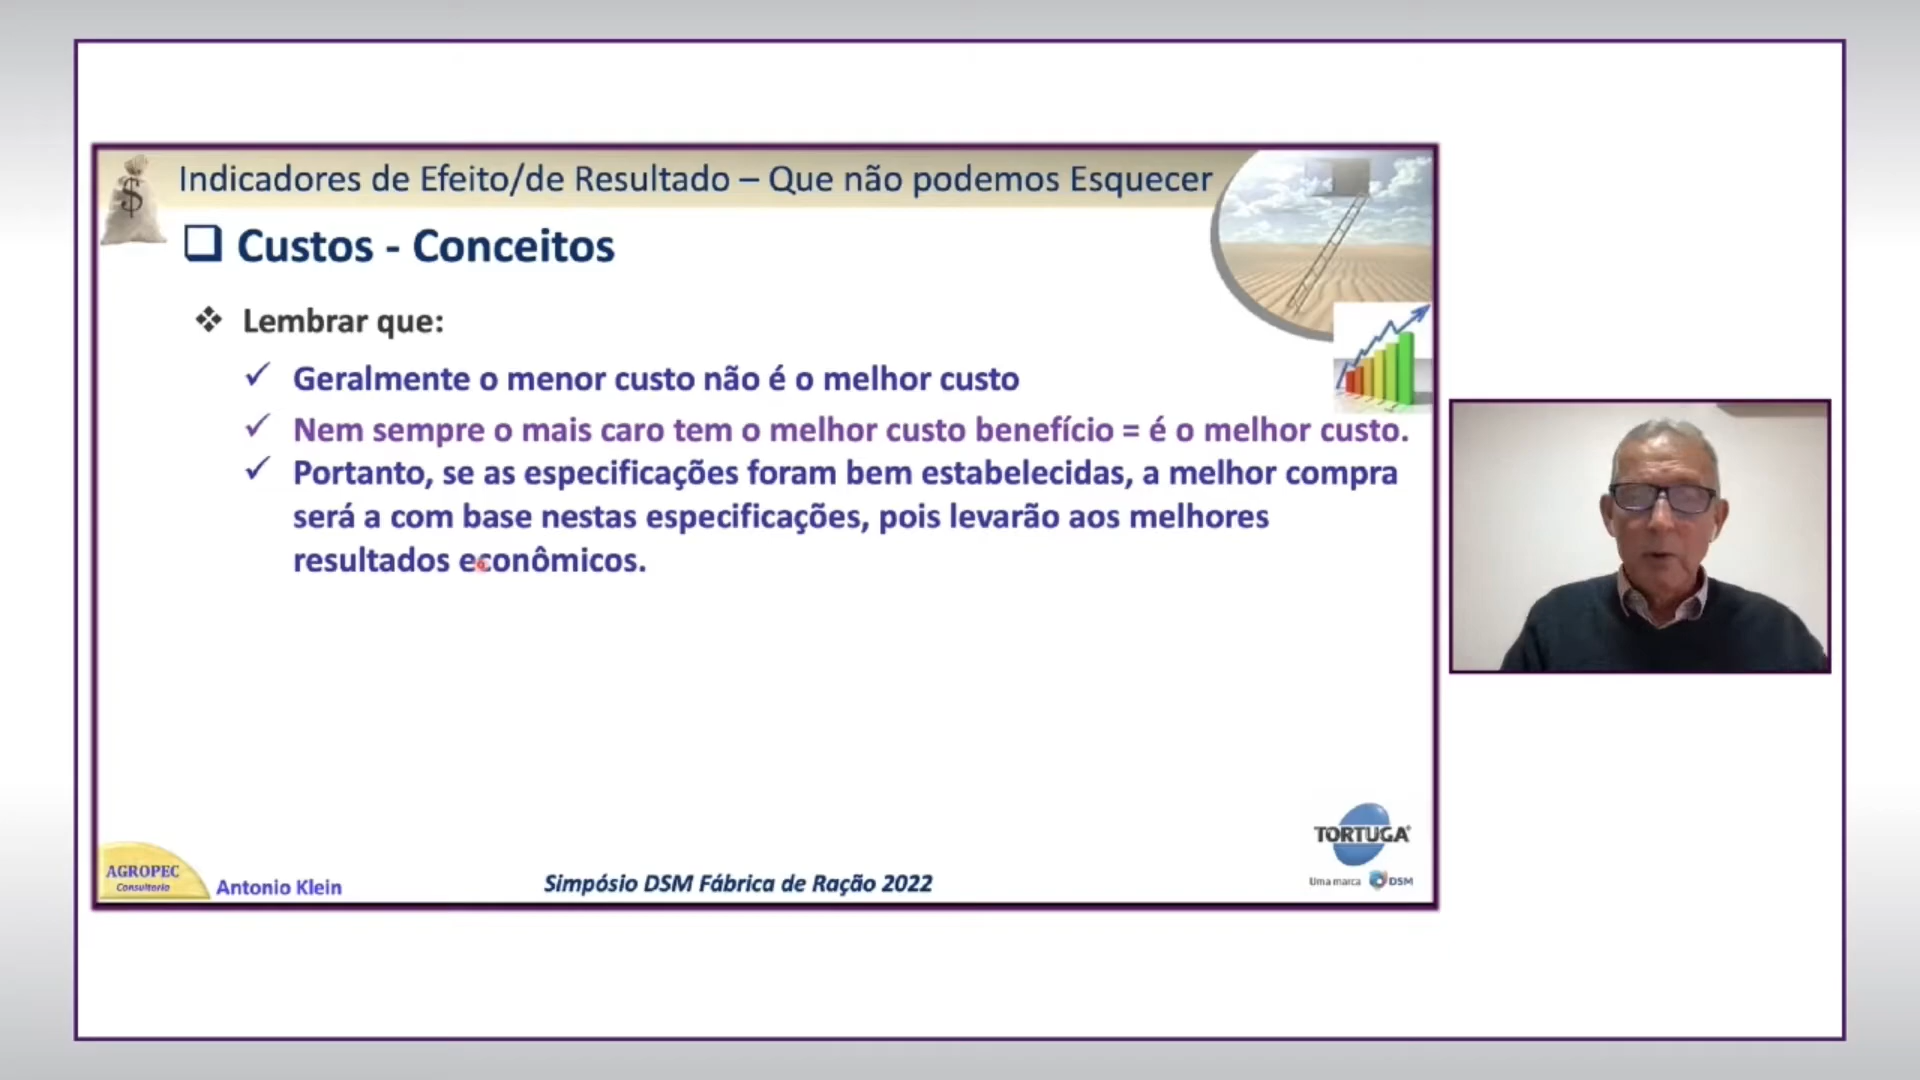 Indicadores de Efeito/de Resultado – Que não podemos Esquecer
$
Custos - Conceitos
Lembrar que:
Geralmente o menor custo não é o melhor custo
Nem sempre o mais caro tem o melhor custo benefício = é o melhor custo.
Portanto, se as especificações foram bem estabelecidas, a melhor compra
será a com base nestas especificações, pois levarão aos melhores
resultados econômicos.
AGROPEC
Consultoria
Antonio Klein
Simpósio DSM Fábrica de Ração 2022
TORTUGA®
Uma marca DSM